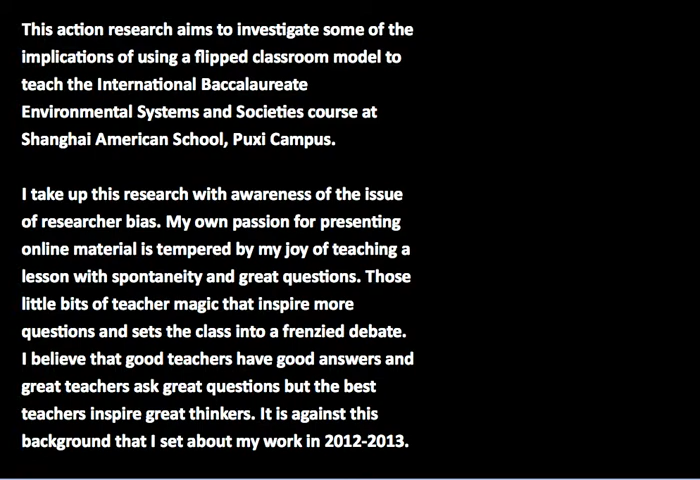 This action research aims to investigate some of the
implications of using a flipped classroom model to
teach the International Baccalaureate
Environmental Systems and Societies course at
Shanghai American School, Puxi Campus.
I take up this research with awareness of the issue
of researcher bias. My own passion for presenting
online material is tempered by my joy of teaching a
lesson with spontaneity and great questions. Those
little bits of teacher magic that inspire more
questions and sets the class into a frenzied debate.
I believe that good teachers have good answers and
great teachers ask great questions but the best
teachers inspire great thinkers. It is against this
background that I set about my work in 2012-2013.